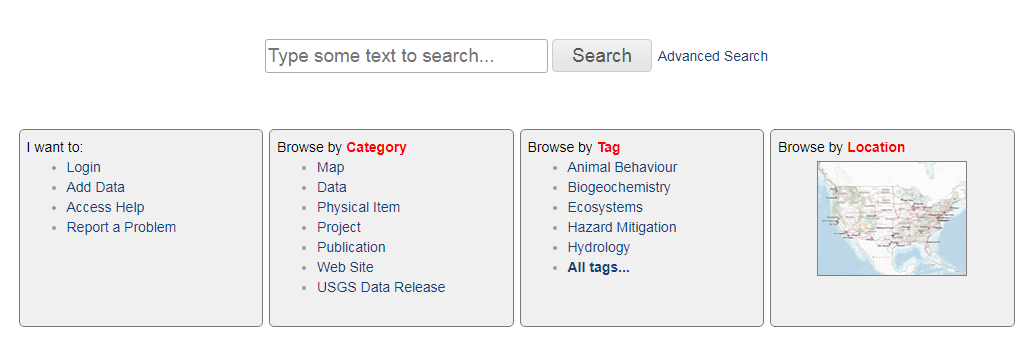 Type some text to search...
Search
Advanced Search
I want to:
Login
Add Data
Access Help
Report a Problem
Browse by Category
Map
Data
Physical Item
Project
Publication
Web Site
USGS Data Release
Browse by Tag
Animal Behaviour
Biogeochemistry
Ecosystems
Hazard Mitigation
Hydrology
All tags...
Browse by Location